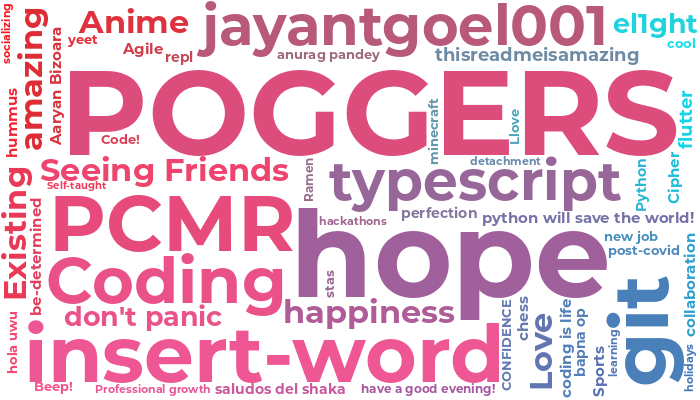 socializing
amazing
Anime
yeet
Agile
repl
jayantgoel001
anurag pandey
thisreadmeisamazing
el1ght
cool
hummus
Aaryan Bizoara
POGGERS
Code!
minecraft
Llove
flutter
Seeing Friends
Self-taught
Ramen
typescript
detachment
Python
Cipher
Existing
be-determined
PCMR
hackathons
perfection
python will save the world!
hope
new job
post-covid
collaboration
Coding
stas
happiness
git
don't panic
hola uwu
insert-word
CONFIDENCE
chess
Love
coding is life
bapna op
Sports
learning
holidays
Beep!
Professional growth
saludos del shaka
have a good evening!